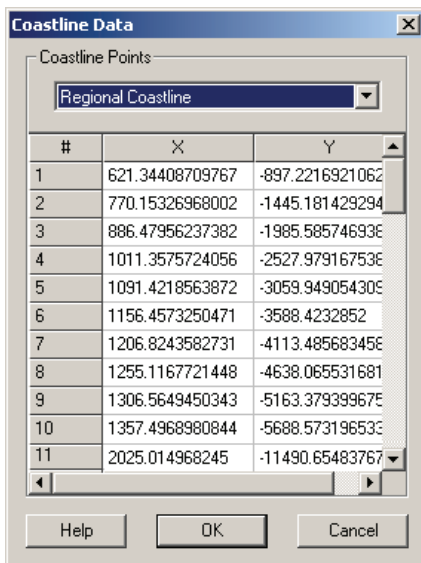 Coastline Data
Coastline Points
Regional Coastline
# X Y
1 621.34408709767 -897.2216921062
2 770.15326968002 -1445.181429294
3 886.47956237382 -1985.585746938
4 1011.3575724056 -2527.979167538
5 1091.4218563872 -3059.949054309
6 1156.4573250471 -3588.4232852
7 1206.8243582731 -4113.485683458
8 1255.1167721448 -4638.065531681
9 1306.5649450343 -5163.379399675
10 1357.4968980844 -5688.573196533
11 2025.014968245 -11490.65483767
Help OK Cancel